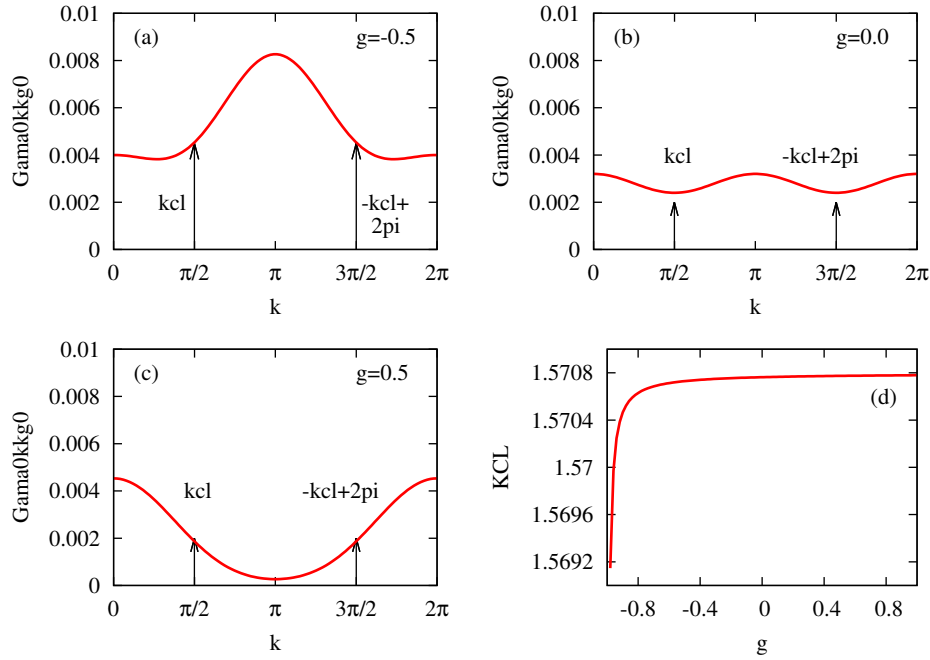 0.01
0.008
0.006
0.004
0.002
0
Gama0kkg0
(a)
g=-0.5
kcl
-kcl+
2pi
0
π/2
π
3π/2
2π
k
0.01
0.008
0.006
0.004
0.002
0
Gama0kkg0
(b)
g=0.0
kcl
-kcl+2pi
0
π/2
π
3π/2
2π
k
0.01
0.008
0.006
0.004
0.002
0
Gama0kkg0
(c)
g=0.5
kcl
-kcl+2pi
0
π/2
π
3π/2
2π
k
1.5708
1.5704
1.57
1.5696
1.5692
KCL
(d)
-0.8
-0.4
0
0.4
0.8
g